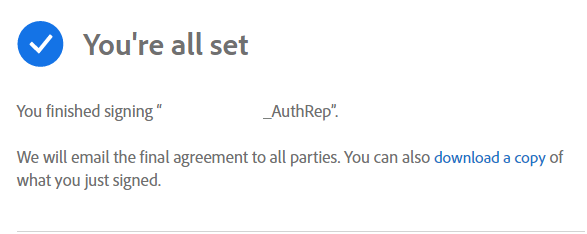 You're all set
You finished signing “ _AuthRep”.
We will email the final agreement to all parties. You can also download a copy of
what you just signed.